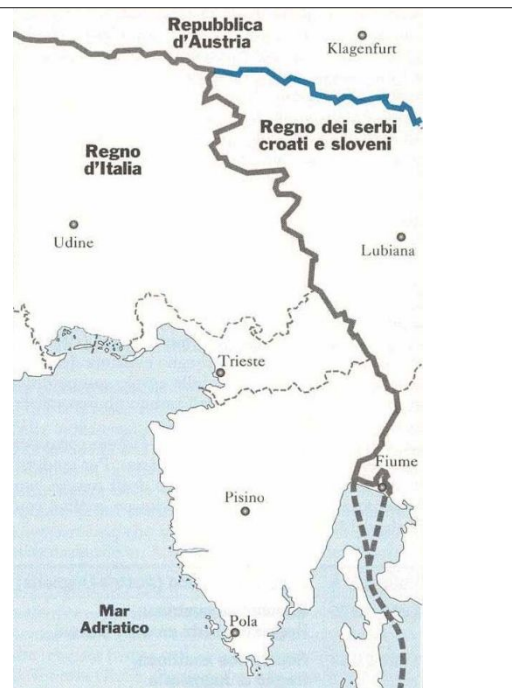 Repubblica
d'Austria
Klagenfurt
Regno dei serbi
croati e sloveni
Regno
d'Italia
Udine
Lubiana
Trieste
Fiume
Pisino
Mar
Adriatico
Pola